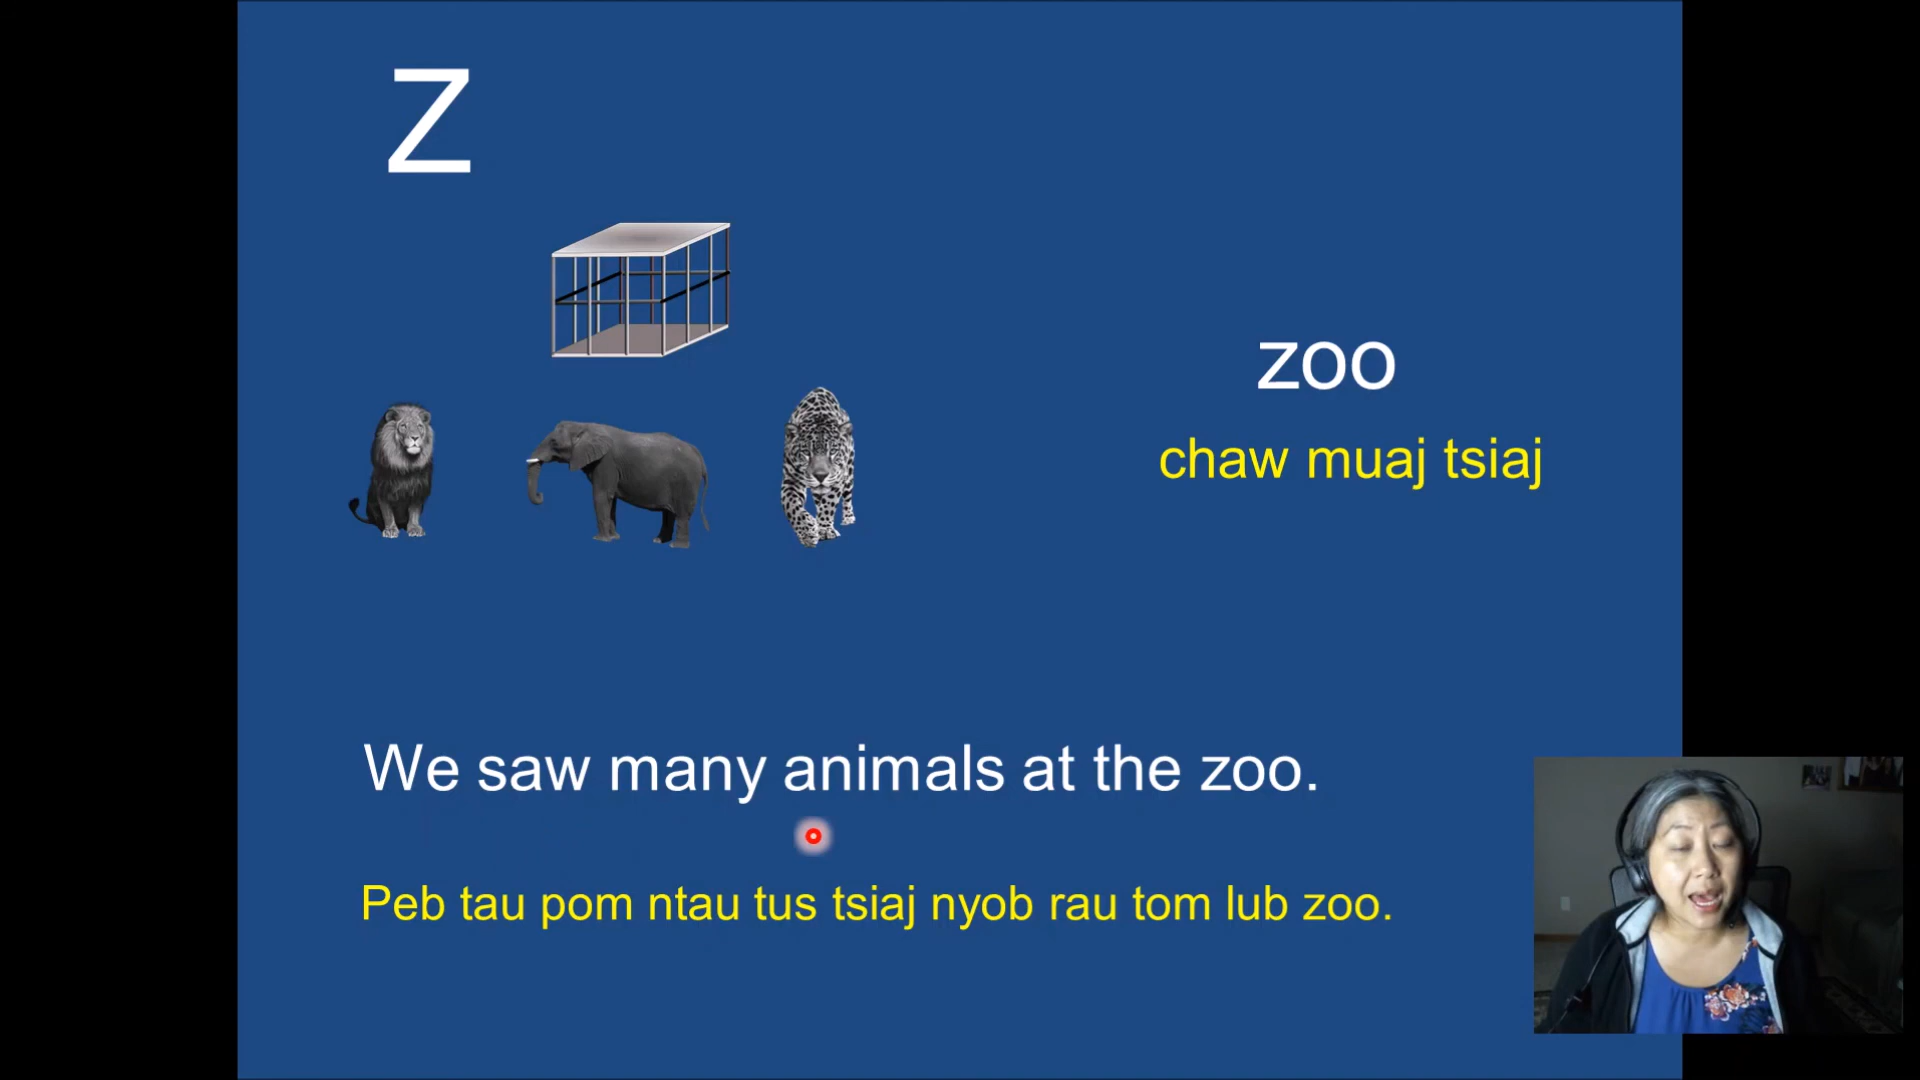 Z
zoo
chaw muaj tsiaj
We saw many animals at the zoo.
Peb tau pom ntau tus tsiaj nyob rau tom lub zoo.